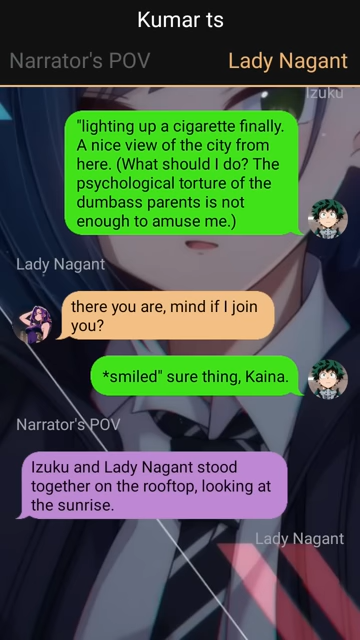 Kumar ts
Narrator's POV
Lady Nagant
Izuku
"lighting up a cigarette finally.
A nice view of the city from
here. (What should I do? The
psychological torture of the
dumbass parents is not
enough to amuse me.)
Lady Nagant
there you are, mind if I join
you?
*smiled" sure thing, Kaina.
Narrator's POV
Izuku and Lady Nagant stood
together on the rooftop, looking at
the sunrise.
Lady Nagant